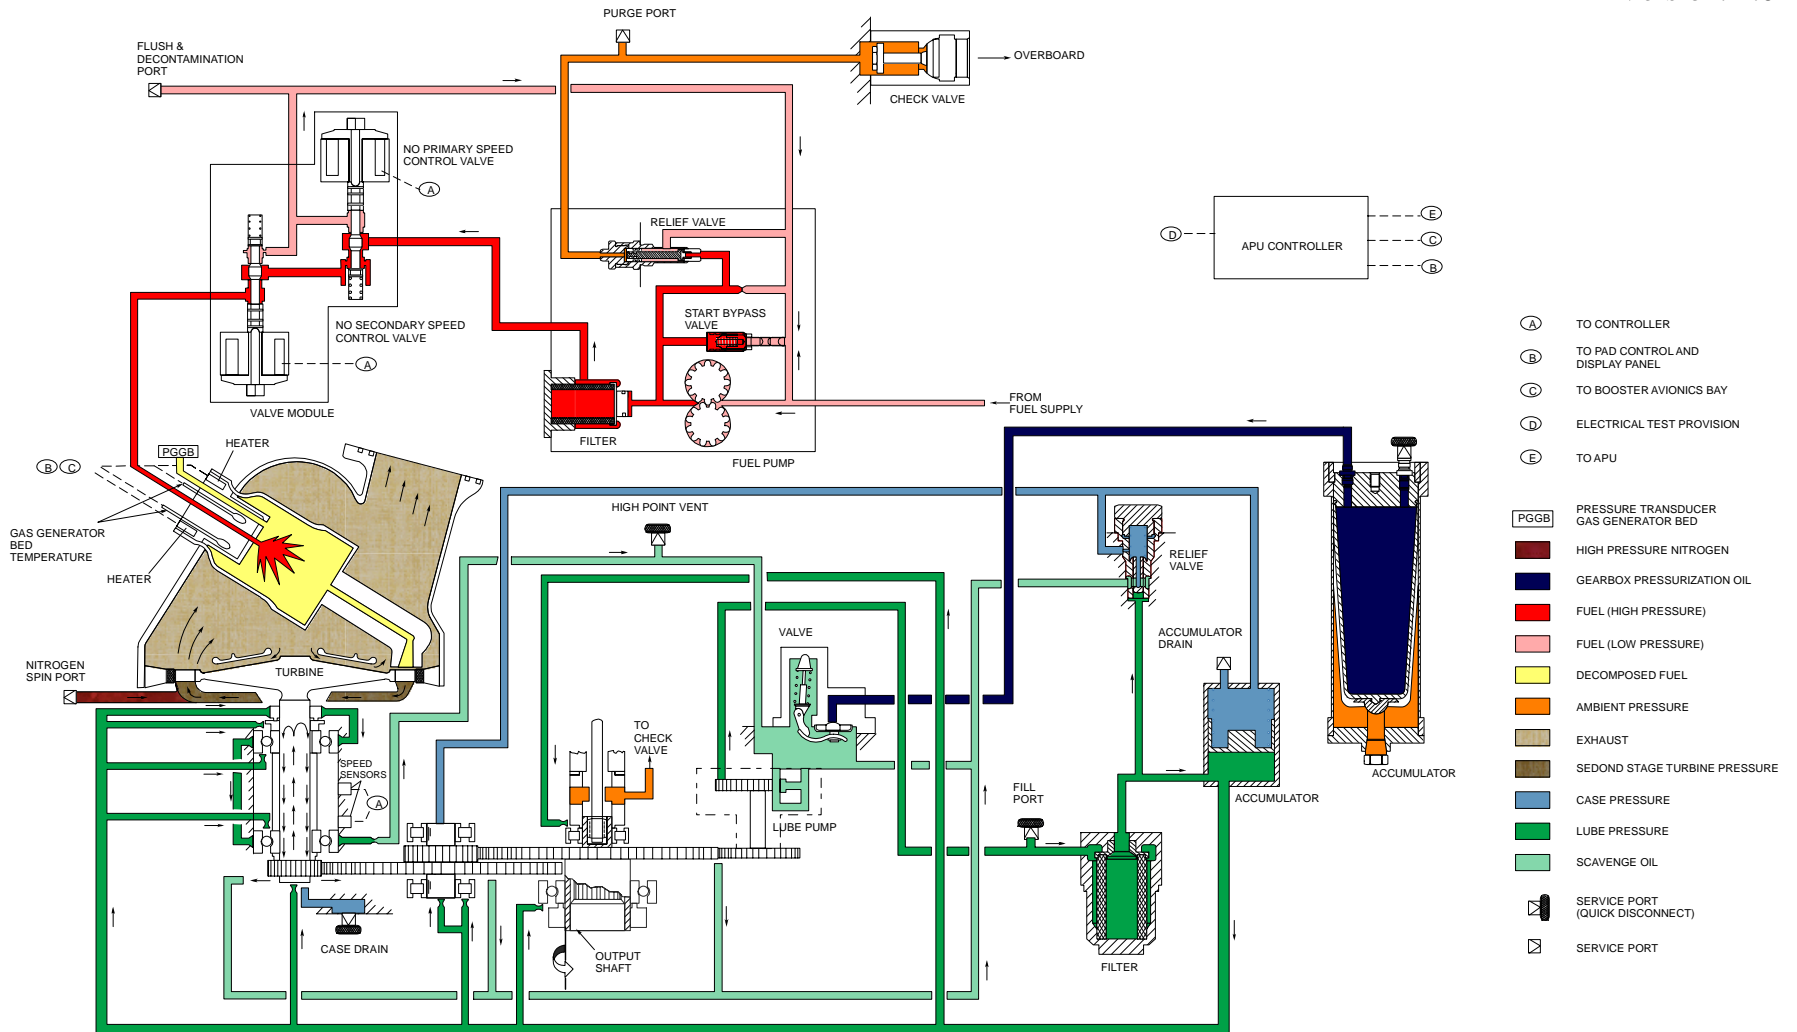 PURGE PORT
FLUSH &
DECONTAMINATION
PORT
OVERBOARD
CHECK VALVE
NO PRIMARY SPEED
CONTROL VALVE
A
RELIEF VALVE
E
D
APU CONTROLLER
C
B
START BYPASS
VALVE
NO SECONDARY SPEED
CONTROL VALVE
A
VALVE MODULE
FROM
FUEL SUPPLY
FILTER
FUEL PUMP
A
TO CONTROLLER
B
TO PAD CONTROL AND
DISPLAY PANEL
C
TO BOOSTER AVIONICS BAY
D
ELECTRICAL TEST PROVISION
E
TO APU
PGGB
PRESSURE TRANSDUCER
GAS GENERATOR BED
HIGH PRESSURE NITROGEN
GEARBOX PRESSURIZATION OIL
FUEL (HIGH PRESSURE)
FUEL (LOW PRESSURE)
DECOMPOSED FUEL
AMBIENT PRESSURE
EXHAUST
SEDOND STAGE TURBINE PRESSURE
CASE PRESSURE
LUBE PRESSURE
SCAVENGE OIL
SERVICE PORT
(QUICK DISCONNECT)
SERVICE PORT
HEATER
PGGB
B C
GAS GENERATOR
BED
TEMPERATURE
HEATER
HIGH POINT VENT
RELIEF
VALVE
VALVE
ACCUMULATOR
DRAIN
NITROGEN
SPIN PORT
TURBINE
TO
CHECK
VALVE
SPEED
SENSORS
A
ACCUMULATOR
ACCUMULATOR
FILL
PORT
LUBE PUMP
CASE DRAIN
OUTPUT
SHAFT
FILTER